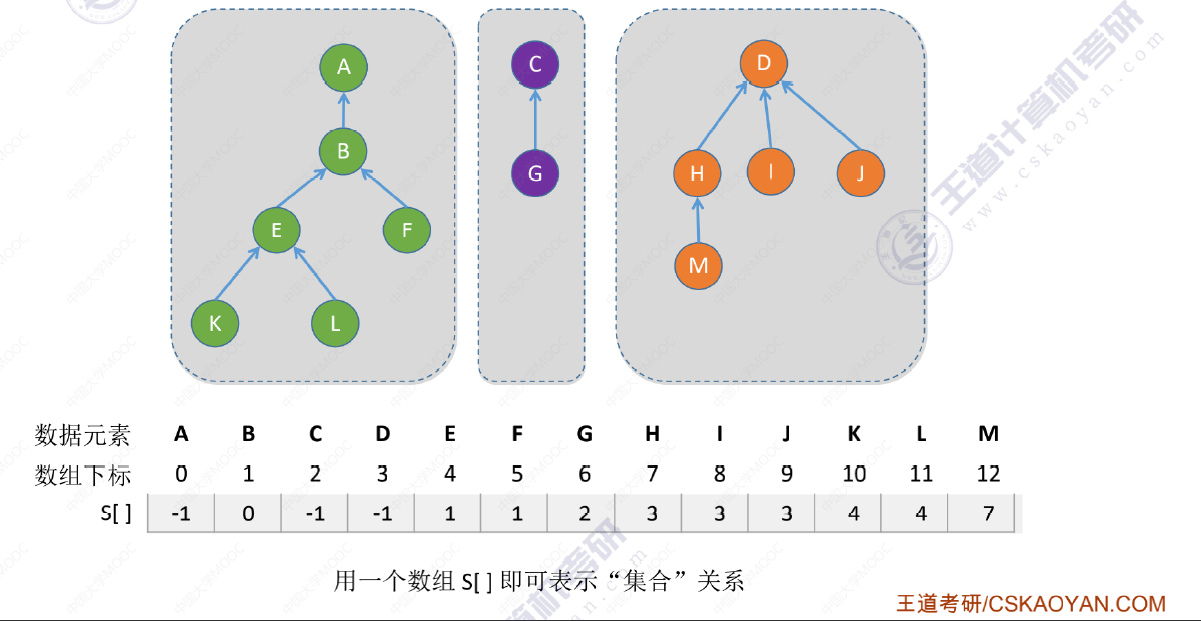 A
B
E
F
K
L
C
G
D
H
I
J
M
数据元素 A B C D E F G H I J K L M
数组下标 0 1 2 3 4 5 6 7 8 9 10 11 12
S[ ] -1 0 -1 -1 1 1 2 3 3 3 4 4 7
用一个数组 S[ ] 即可表示“集合”关系
王道考研/CSKAOYAN.COM
王道计算机考研
www.cskaoyan.com
中国大学MOOC